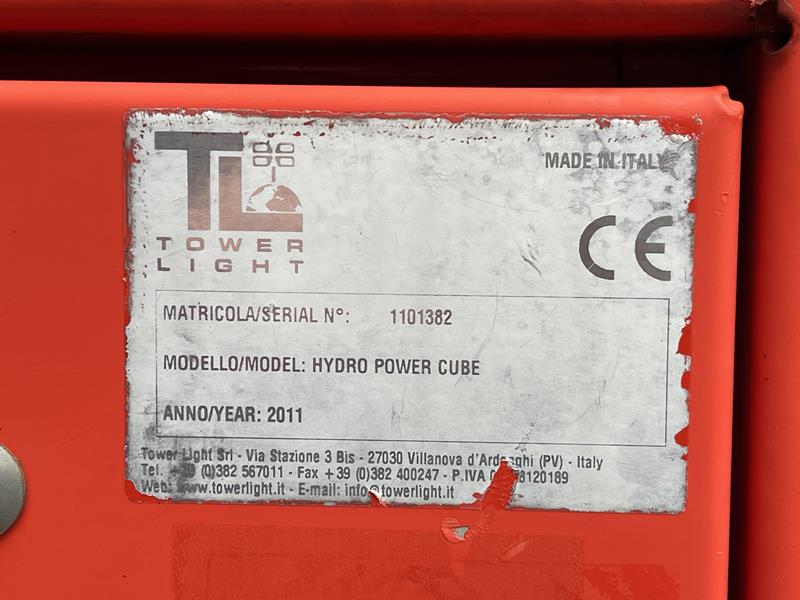 TL
MADE IN ITALY
TOWER
LIGHT
CE
MATRICOLA/SERIAL N°: 1101382
MODELLO/MODEL: HYDRO POWER CUBE
ANNO/YEAR: 2011
Tower Light Srl - Via Stazione 3 Bis - 27030 Villanova d'Ardenghi (PV) - Italy
Tel. +39 (0)382 567011 - Fax +39 (0)382 400247 - P.IVA
Web: www.towerlight.it - E-mail: info@towerlight.it